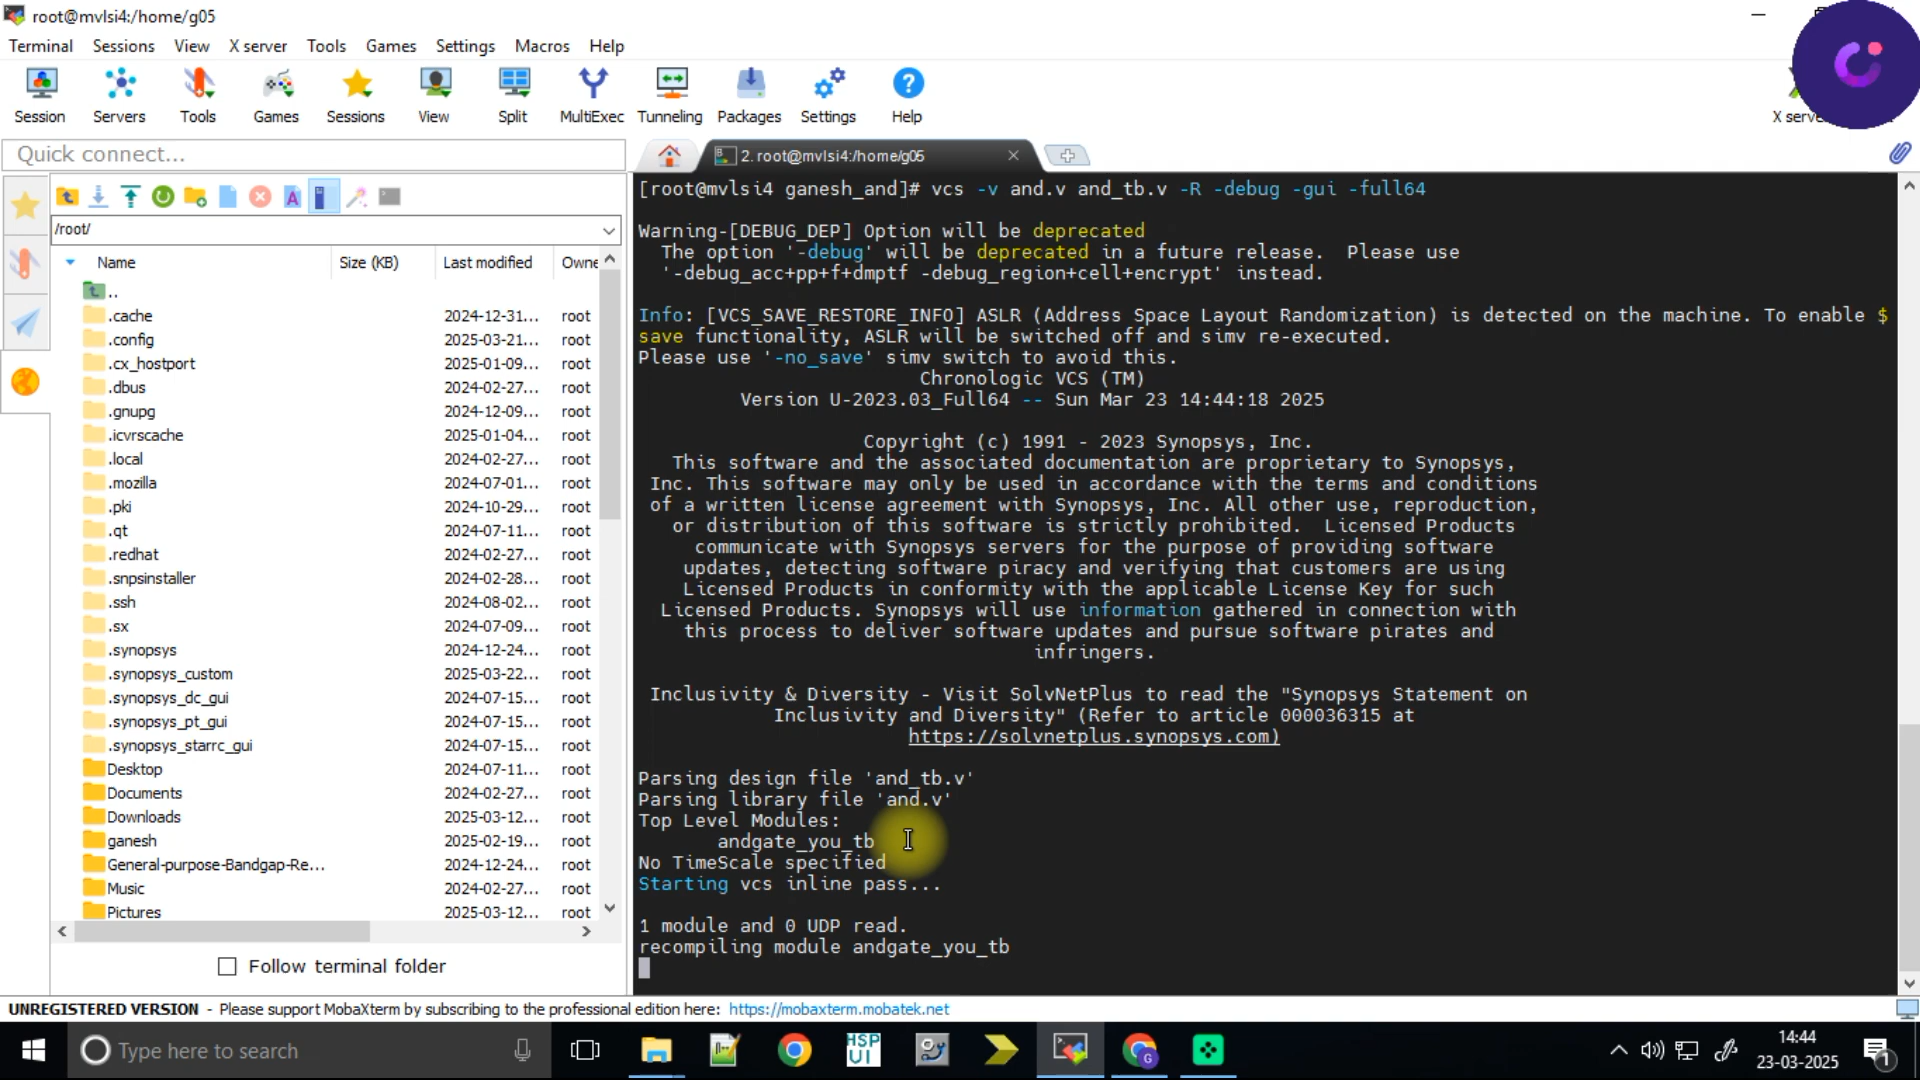 root@mvlsi4:/home/g05
Terminal Sessions View X server Tools Games Settings Macros Help
Session Servers Tools Games Sessions View Split MultiExec Tunneling Packages Settings Help
X serve
Quick connect...
2. root@mvlsi4:/home/g05
/root/
Name Size (KB) Last modified Owne
..
.cache 2024-12-31... root
.config 2025-03-21... root
.cx_hostport 2025-01-09... root
.dbus 2024-02-27... root
.gnupg 2024-12-09... root
.icvrscache 2025-01-04... root
.local 2024-02-27... root
.mozilla 2024-07-01... root
.pki 2024-10-29... root
.qt 2024-07-11... root
.redhat 2024-02-27... root
.snpsinstaller 2024-02-28... root
.ssh 2024-08-02... root
.sx 2024-07-09... root
.synopsys 2024-12-24... root
.synopsys_custom 2025-03-22... root
.synopsys_dc_gui 2024-07-15... root
.synopsys_pt_gui 2024-07-15... root
.synopsys_starrc_gui 2024-07-15... root
Desktop 2024-07-11... root
Documents 2024-02-27... root
Downloads 2025-03-12... root
ganesh 2025-02-19... root
General-purpose-Bandgap-Re... 2024-12-24... root
Music 2024-02-27... root
Pictures 2025-03-12... root
Follow terminal folder
[root@mvlsi4 ganesh_and]# vcs -v and.v and_tb.v -R -debug -gui -full64
Warning-[DEBUG_DEP] Option will be deprecated
The option '-debug' will be deprecated in a future release. Please use
'-debug_acc+pp+f+dmptf -debug_region+cell+encrypt' instead.
Info: [VCS_SAVE_RESTORE_INFO] ASLR (Address Space Layout Randomization) is detected on the machine. To enable $
save functionality, ASLR will be switched off and simv re-executed.
Please use '-no_save' simv switch to avoid this.
Chronologic VCS (TM)
Version U-2023.03_Full64 -- Sun Mar 23 14:44:18 2025
Copyright (c) 1991 - 2023 Synopsys, Inc.
This software and the associated documentation are proprietary to Synopsys,
Inc. This software may only be used in accordance with the terms and conditions
of a written license agreement with Synopsys, Inc. All other use, reproduction,
or distribution of this software is strictly prohibited. Licensed Products
communicate with Synopsys servers for the purpose of providing software
updates, detecting software piracy and verifying that customers are using
Licensed Products in conformity with the applicable License Key for such
Licensed Products. Synopsys will use information gathered in connection with
this process to deliver software updates and pursue software pirates and
infringers.
Inclusivity & Diversity - Visit SolvNetPlus to read the "Synopsys Statement on
Inclusivity and Diversity" (Refer to article 000036315 at
https://solvnetplus.synopsys.com)
Parsing design file 'and_tb.v'
Parsing library file 'and.v'
Top Level Modules:
andgate_you_tb
No TimeScale specified
Starting vcs inline pass...
1 module and 0 UDP read.
recompiling module andgate_you_tb
UNREGISTERED VERSION - Please support MobaXterm by subscribing to the professional edition here: https://mobaxterm.mobatek.net
Type here to search
HSP
UI
G
14:44
23-03-2025
1